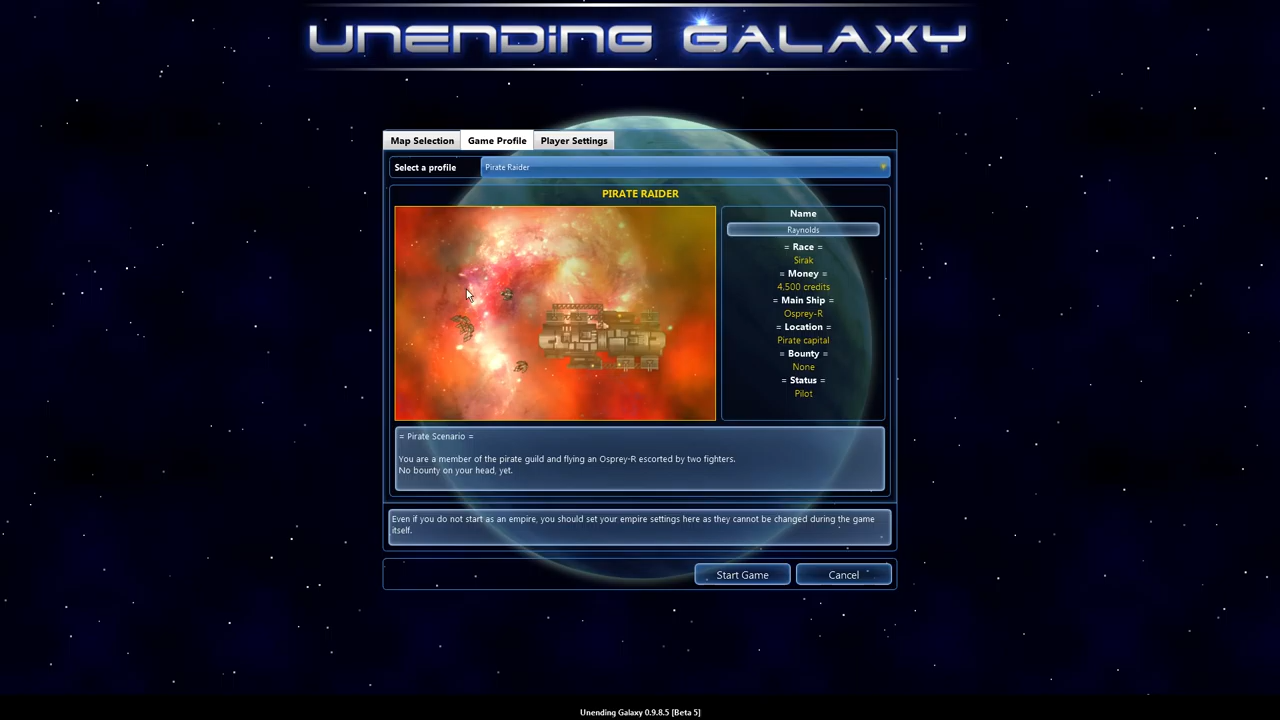 UNENDING GALAXY
Map Selection Game Profile Player Settings
Select a profile Pirate Raider
PIRATE RAIDER
Name
Raynolds
= Race =
Sirak
= Money =
4,500 credits
= Main Ship =
Osprey-R
= Location =
Pirate capital
= Bounty =
None
= Status =
Pilot
= Pirate Scenario =
You are a member of the pirate guild and flying an Osprey-R escorted by two fighters.
No bounty on your head, yet.
Even if you do not start as an empire, you should set your empire settings here as they cannot be changed during the game
itself.
Start Game Cancel
Unending Galaxy 0.9.8.5 [Beta 5]